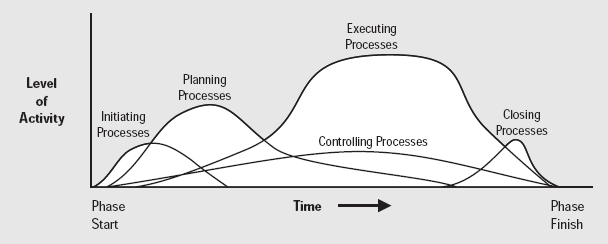 Executing
Processes
Planning
Processes
Level
of
Activity
Initiating
Processes
Closing
Processes
Controlling Processes
Phase
Start
Time
Phase
Finish